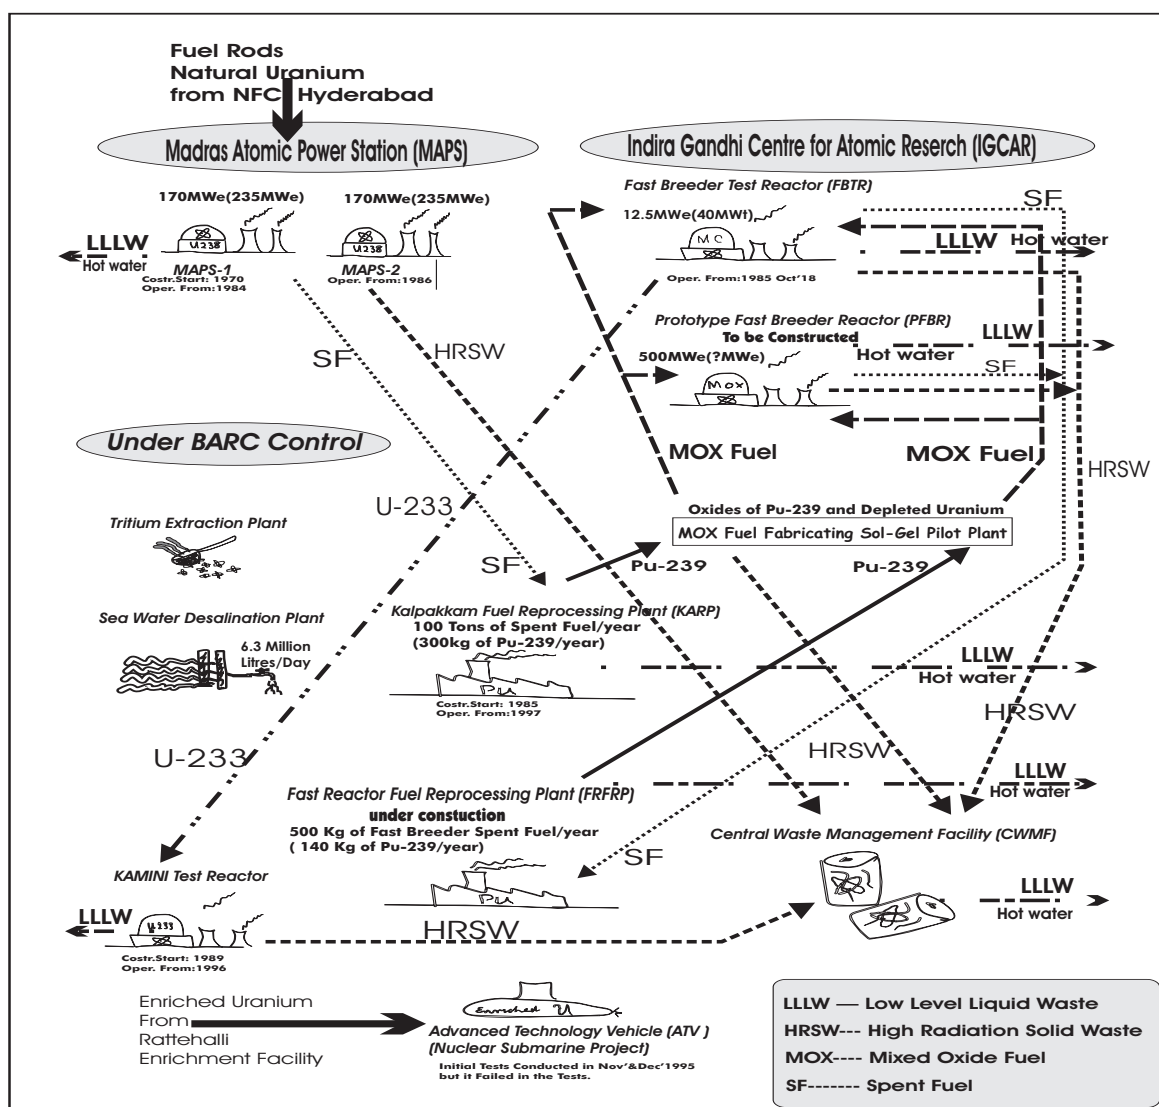 Fuel Rods
Natural Uranium
from NFC Hyderabad
Madras Atomic Power Station (MAPS)
170MWe(235MWe)
170MWe(235MWe)
U238
U238
LLLW
Hot water
MAPS-1
Costr.Start: 1970
Oper. From:1984
MAPS-2
Oper. From:1986
Indira Gandhi Centre for Atomic Reserch (IGCAR)
Fast Breeder Test Reactor (FBTR)
12.5MWe(40MWt)
MC
Oper. From:1985 Oct'18
SF
LLLW
Hot water
Prototype Fast Breeder Reactor (PFBR)
To be Constructed
500MWe(?MWe)
Mox
LLLW
Hot water
SF
SF
HRSW
MOX Fuel
MOX Fuel
HRSW
Under BARC Control
U-233
Tritium Extraction Plant
Oxides of Pu-239 and Depleted Uranium
MOX Fuel Fabricating Sol-Gel Pilot Plant
SF
Pu-239
Pu-239
Sea Water Desalination Plant
6.3 Million
Litres/Day
Kalpakkam Fuel Reprocessing Plant (KARP)
100 Tons of Spent Fuel/year
(300kg of Pu-239/year)
Pu
Costr.Start: 1985
Oper. From:1997
LLLW
Hot water
HRSW
HRSW
U-233
Fast Reactor Fuel Reprocessing Plant (FRFRP)
under constuction
500 Kg of Fast Breeder Spent Fuel/year
( 140 Kg of Pu-239/year)
Pu
LLLW
Hot water
SF
Central Waste Management Facility (CWMF)
LLLW
Hot water
KAMINI Test Reactor
LLLW
U233
Costr.Start: 1989
Oper. From:1996
HRSW
Enriched Uranium
From
Rattehalli
Enrichment Facility
Enriched U
Advanced Technology Vehicle (ATV )
(Nuclear Submarine Project)
Initial Tests Conducted in Nov'&Dec'1995
but it Failed in the Tests.
LLLW — Low Level Liquid Waste
HRSW--- High Radiation Solid Waste
MOX---- Mixed Oxide Fuel
SF------- Spent Fuel